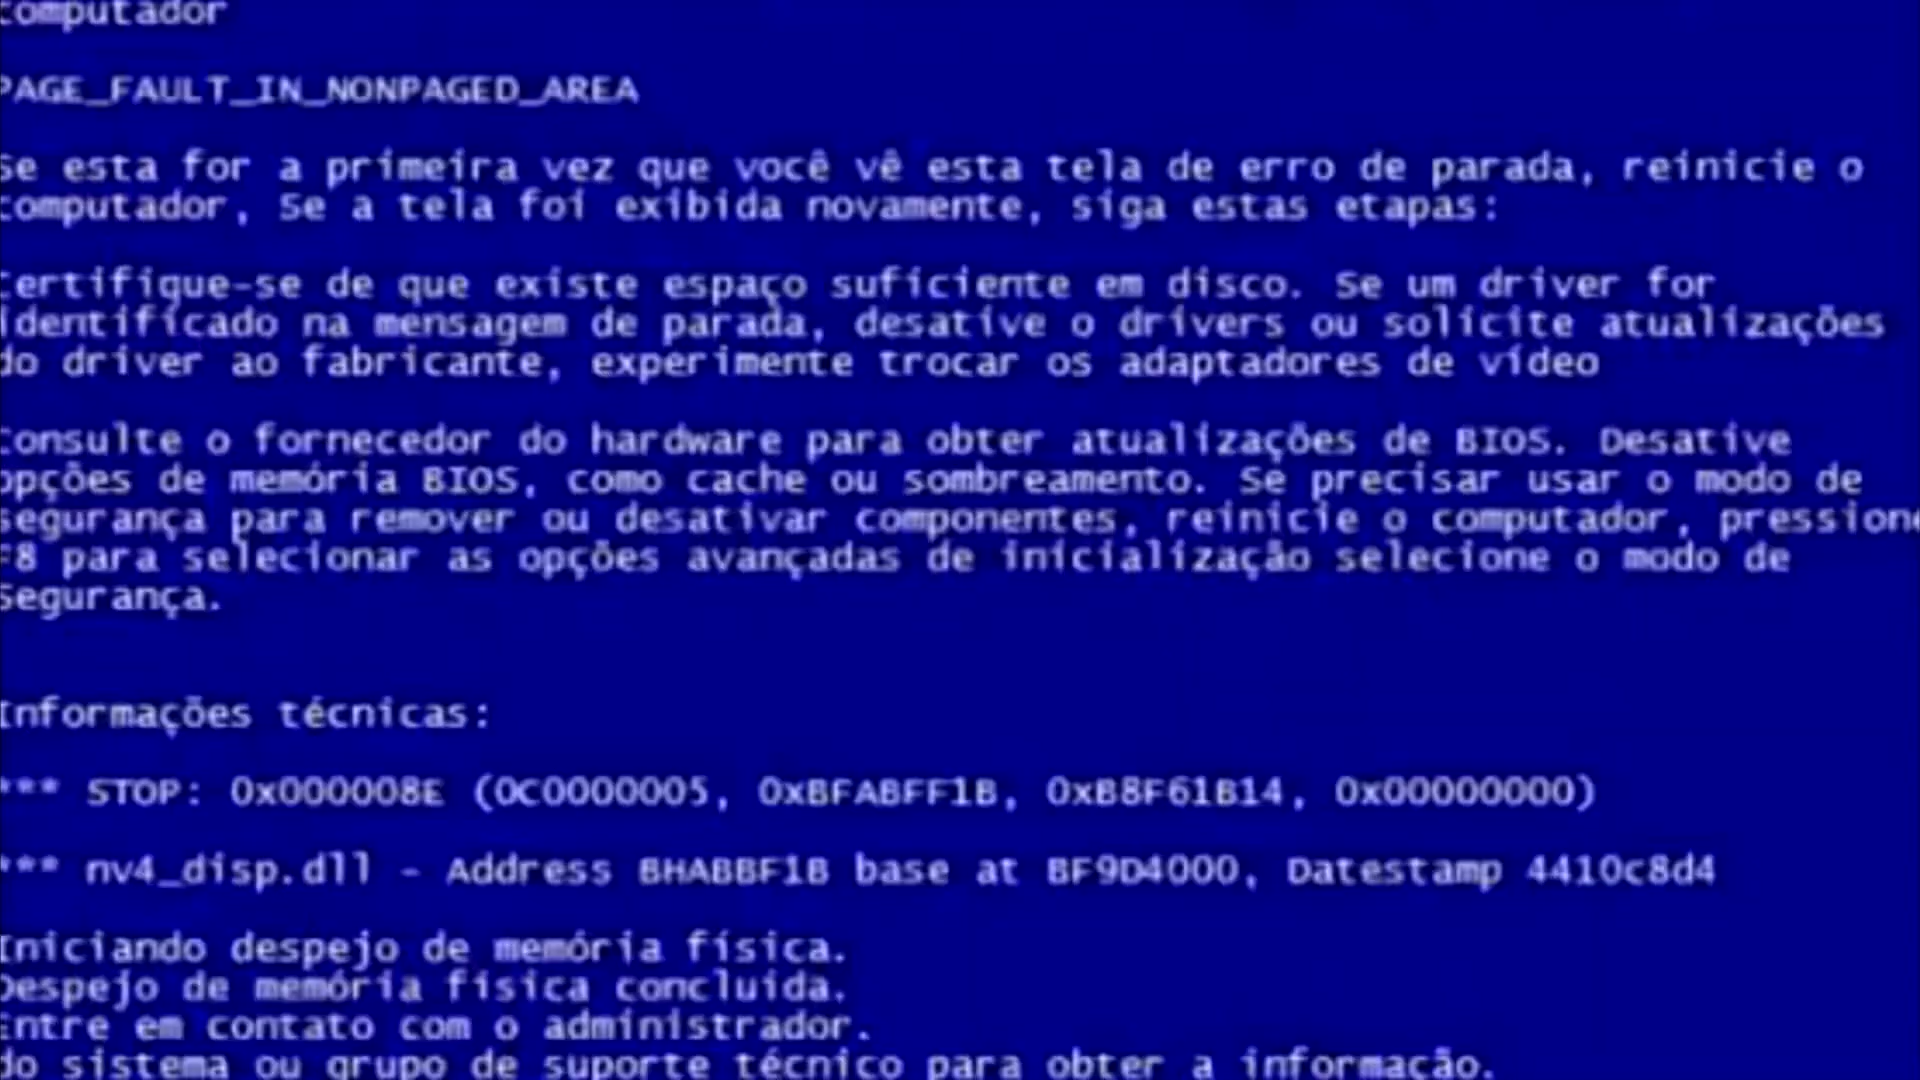 computador
PAGE_FAULT_IN_NONPAGED_AREA
Se esta for a primeira vez que você vê esta tela de erro de parada, reinicie o
computador, Se a tela foi exibida novamente, siga estas etapas:
Certifique-se de que existe espaço suficiente em disco. Se um driver for
identificado na mensagem de parada, desative o drivers ou solicite atualizações
do driver ao fabricante, experimente trocar os adaptadores de vídeo
Consulte o fornecedor do hardware para obter atualizações de BIOS. Desative
opções de memória BIOS, como cache ou sombreamento. Se precisar usar o modo de
segurança para remover ou desativar componentes, reinicie o computador, pressione
F8 para selecionar as opções avançadas de inicialização selecione o modo de
Segurança.
Informações técnicas:
*** STOP: 0x000008E (0C0000005, 0xBFABFF1B, 0xB8F61B14, 0x00000000)
*** nv4_disp.dll - Address BHABBF1B base at BF9D4000, Datestamp 4410c8d4
Iniciando despejo de memória física.
Despejo de memória física concluída.
Entre em contato com o administrador.
do sistema ou grupo de suporte técnico para obter a informação.